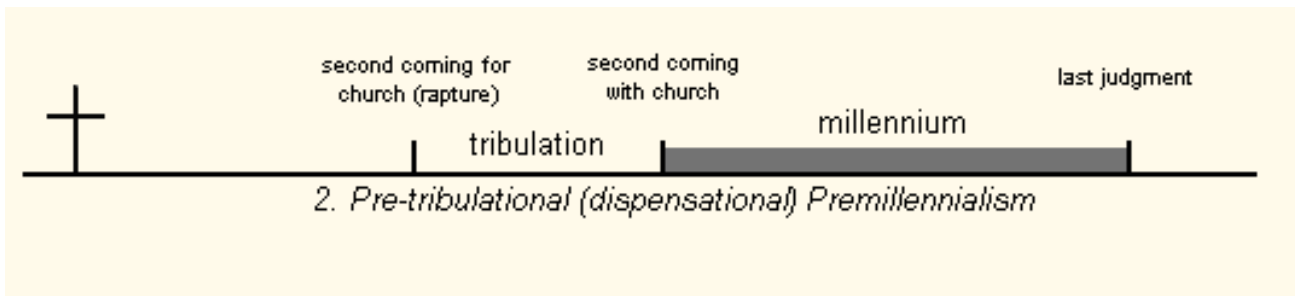 second coming for
church (rapture)
second coming
with church
last judgment
tribulation
millennium
2. Pre-tribulational (dispensational) Premillennialism